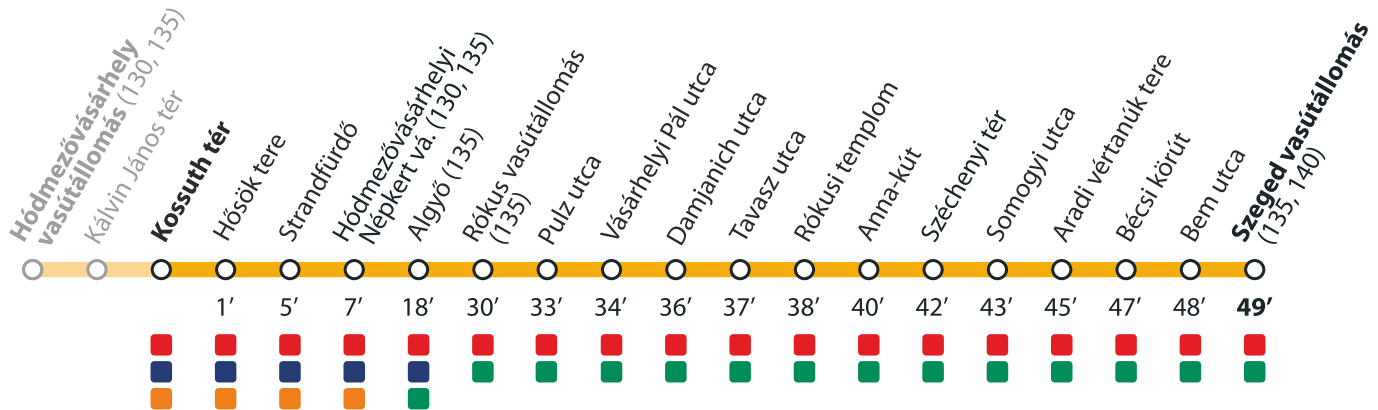 Hódmezővásárhely
vasútállomás (130, 135)
Kálvin János tér
Kossuth tér
Hősök tere
Strandfürdő
Hódmezővásárhelyi
Népkert vá. (130, 135)
Algyő (135)
Rókus vasútállomás
(135)
Pulz utca
Vásárhelyi Pál utca
Damjanich utca
Tavasz utca
Rókusi templom
Anna-kút
Széchenyi tér
Somogyi utca
Aradi vértanúk tere
Bécsi körút
Bem utca
Szeged vasútállomás
(135, 140)
1′ 5′ 7′ 18′ 30′ 33′ 34′ 36′ 37′ 38′ 40′ 42′ 43′ 45′ 47′ 48′ 49′